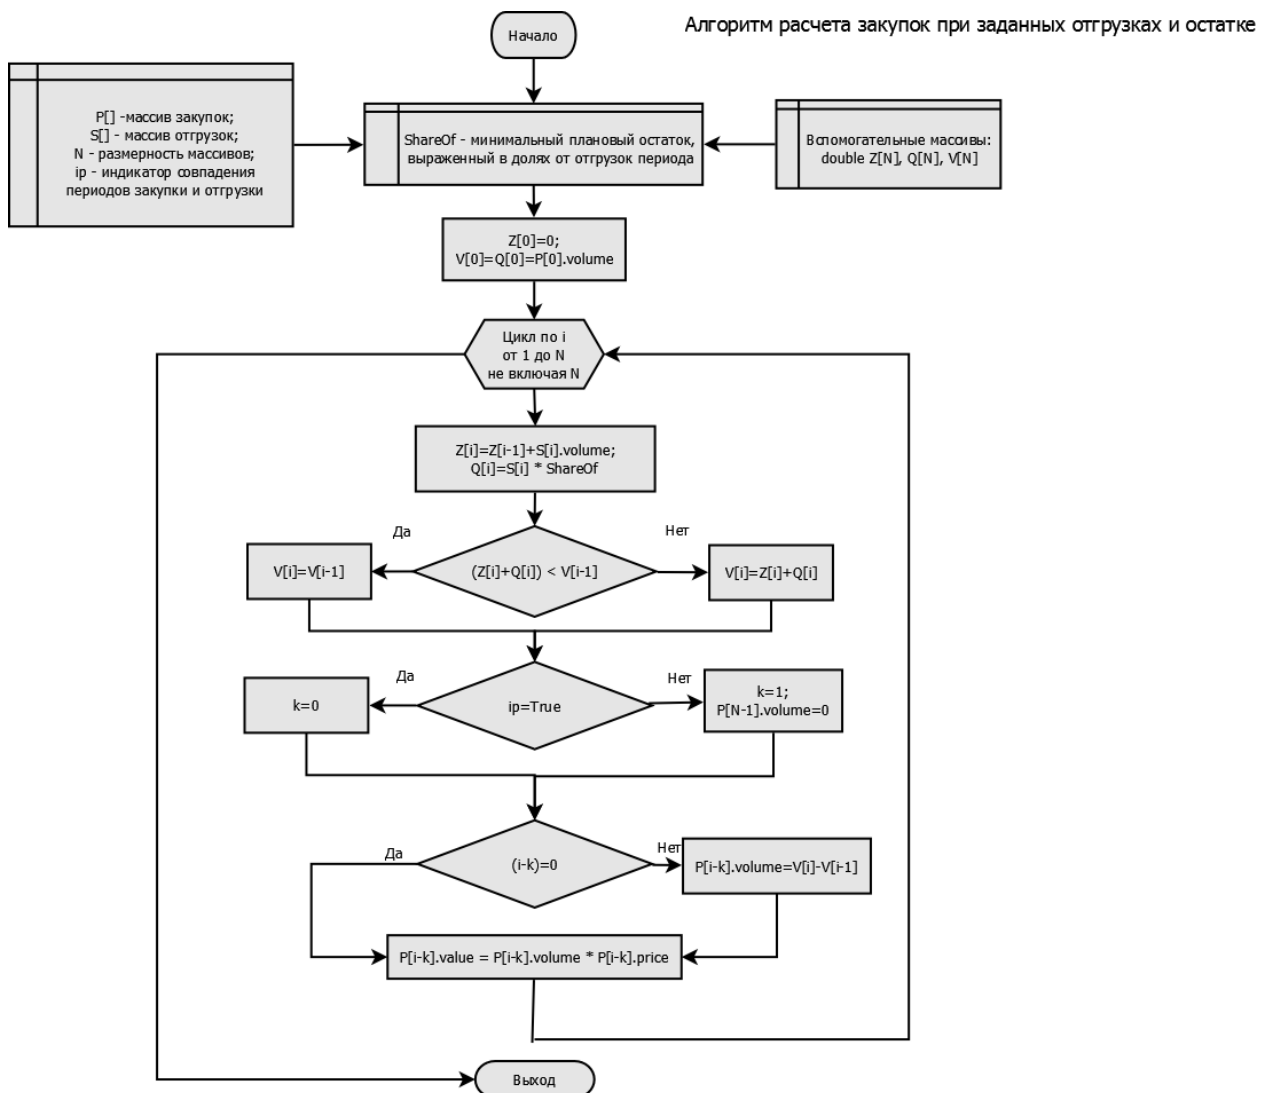 Алгоритм расчета закупок при заданных отгрузках и остатке
Начало
P[] -массив закупок;
S[] - массив отгрузок;
N - размерность массивов;
ip - индикатор совпадения
периодов закупки и отгрузки
ShareOf - минимальный плановый остаток,
выраженный в долях от отгрузок периода
Вспомогательные массивы:
double Z[N], Q[N], V[N]
Z[0]=0;
V[0]=Q[0]=P[0].volume
Цикл по i
от 1 до N
не включая N
Z[i]=Z[i-1]+S[i].volume;
Q[i]=S[i] * ShareOf
Да
Нет
V[i]=V[i-1]
(Z[i]+Q[i]) < V[i-1]
V[i]=Z[i]+Q[i]
Да
Нет
k=0
ip=True
k=1;
P[N-1].volume=0
Да
Нет
(i-k)=0
P[i-k].volume=V[i]-V[i-1]
P[i-k].value = P[i-k].volume * P[i-k].price
Выход